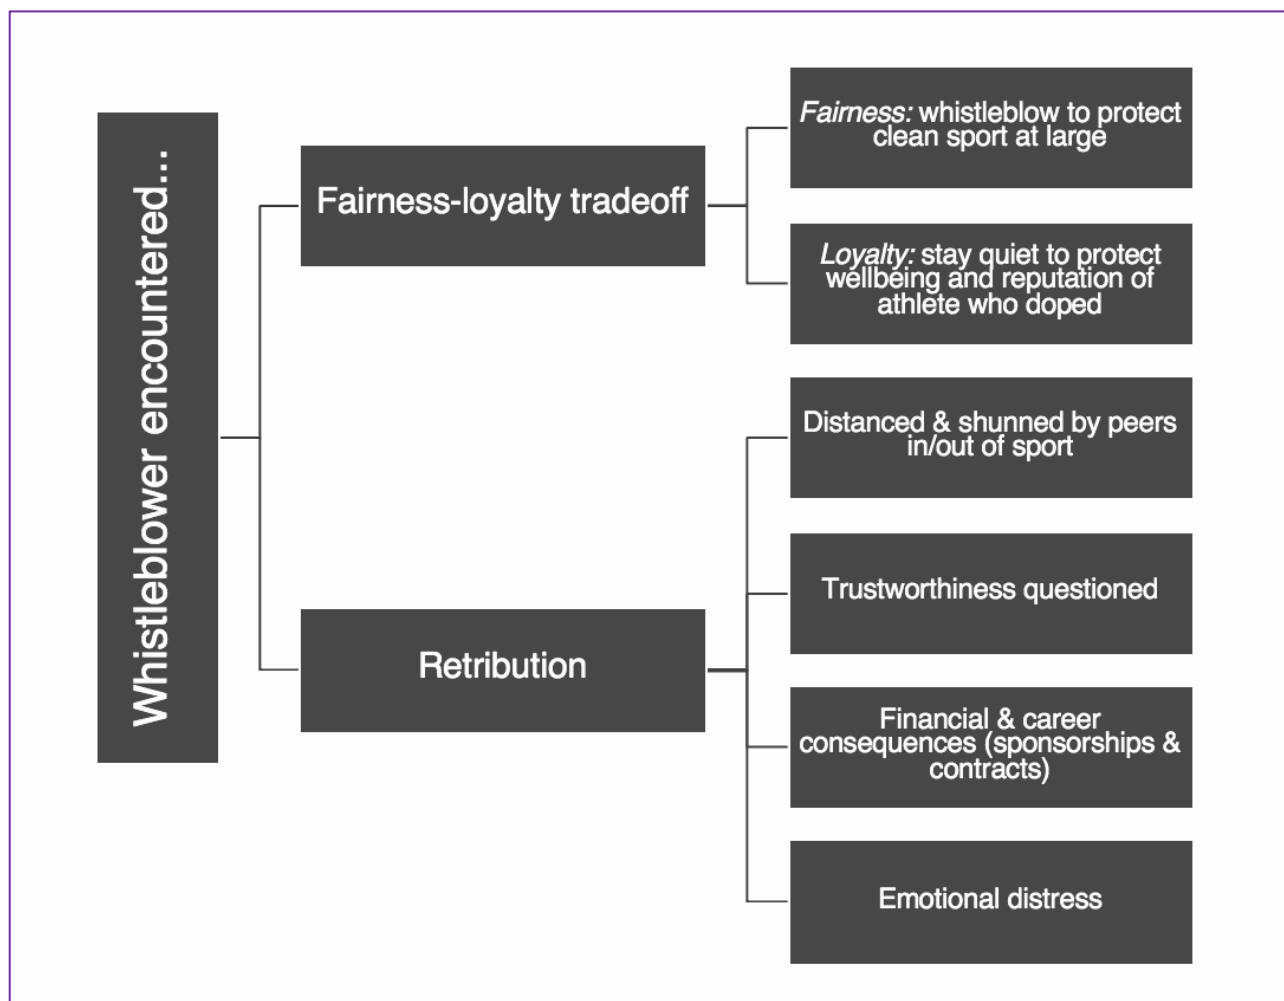 Whistleblower encountered...
Fairness-loyalty tradeoff
Fairness: whistleblow to protect
clean sport at large
Loyalty: stay quiet to protect
wellbeing and reputation of
athlete who doped
Retribution
Distanced & shunned by peers
in/out of sport
Trustworthiness questioned
Financial & career
consequences (sponsorships &
contracts)
Emotional distress